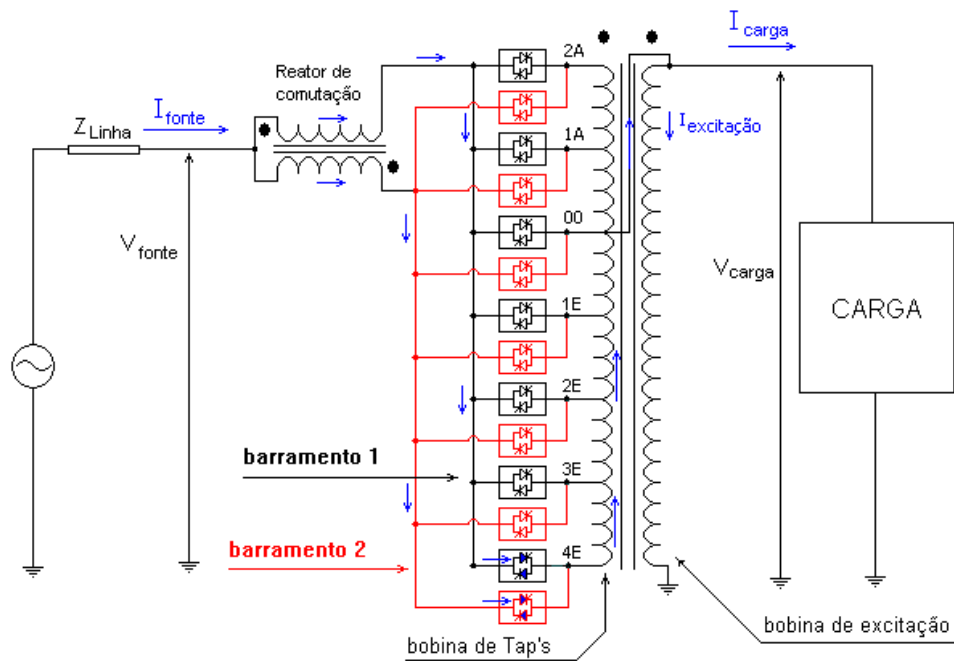 I carga
2A
Reator de
comutação
I fonte
Z Linha
I excitação
1A
00
V fonte
V carga
CARGA
1E
2E
barramento 1
3E
barramento 2
4E
bobina de Tap's
bobina de excitação